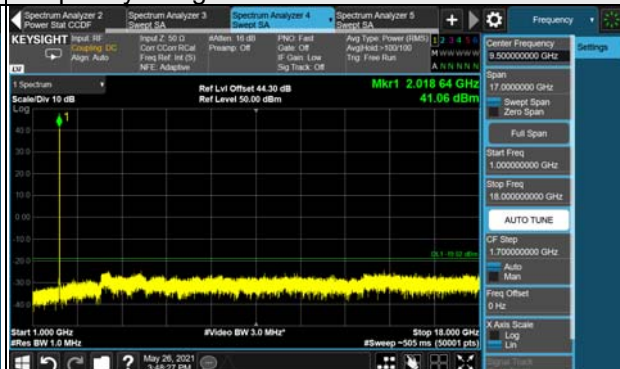 Spectrum Analyzer 2
Power Stat CCDF
Spectrum Analyzer 3
Swept SA
Spectrum Analyzer 4
Swept SA
Spectrum Analyzer 5
Swept SA
+
Frequency
KEYSIGHT
Input: RF
Coupling: DC
Align: Auto
Input Z: 50 Ω
Corr CCorr RCal
Freq Ref: Int (S)
NFE: Adaptive
#Atten: 16 dB
Preamp: Off
PNO: Fast
Gate: Off
IF Gain: Low
Sig Track: Off
Avg Type: Power (RMS)
Avg|Hold:>100/100
Trig: Free Run
1 2 3 4 5 6
M W W W W W
A N N N N N
LXI
1 Spectrum
Scale/Div 10 dB
Log
Ref Lvl Offset 44.30 dB
Ref Level 50.00 dBm
Mkr1 2.018 64 GHz
41.06 dBm
1
40.0
30.0
20.0
10.0
0.00
-10.0
-20.0
-30.0
-40.0
Start 1.000 GHz
#Res BW 1.0 MHz
#Video BW 3.0 MHz*
Stop 18.000 GHz
#Sweep ~505 ms (50001 pts)
Center Frequency
9.500000000 GHz
Settings
Span
17.0000000 GHz
Swept Span
Zero Span
Full Span
Start Freq
1.000000000 GHz
Stop Freq
18.000000000 GHz
AUTO TUNE
CF Step
1.700000000 GHz
Auto
Man
Freq Offset
0 Hz
X Axis Scale
Log
Lin
Signal Track
?
May 26, 2021
3:48:27 PM